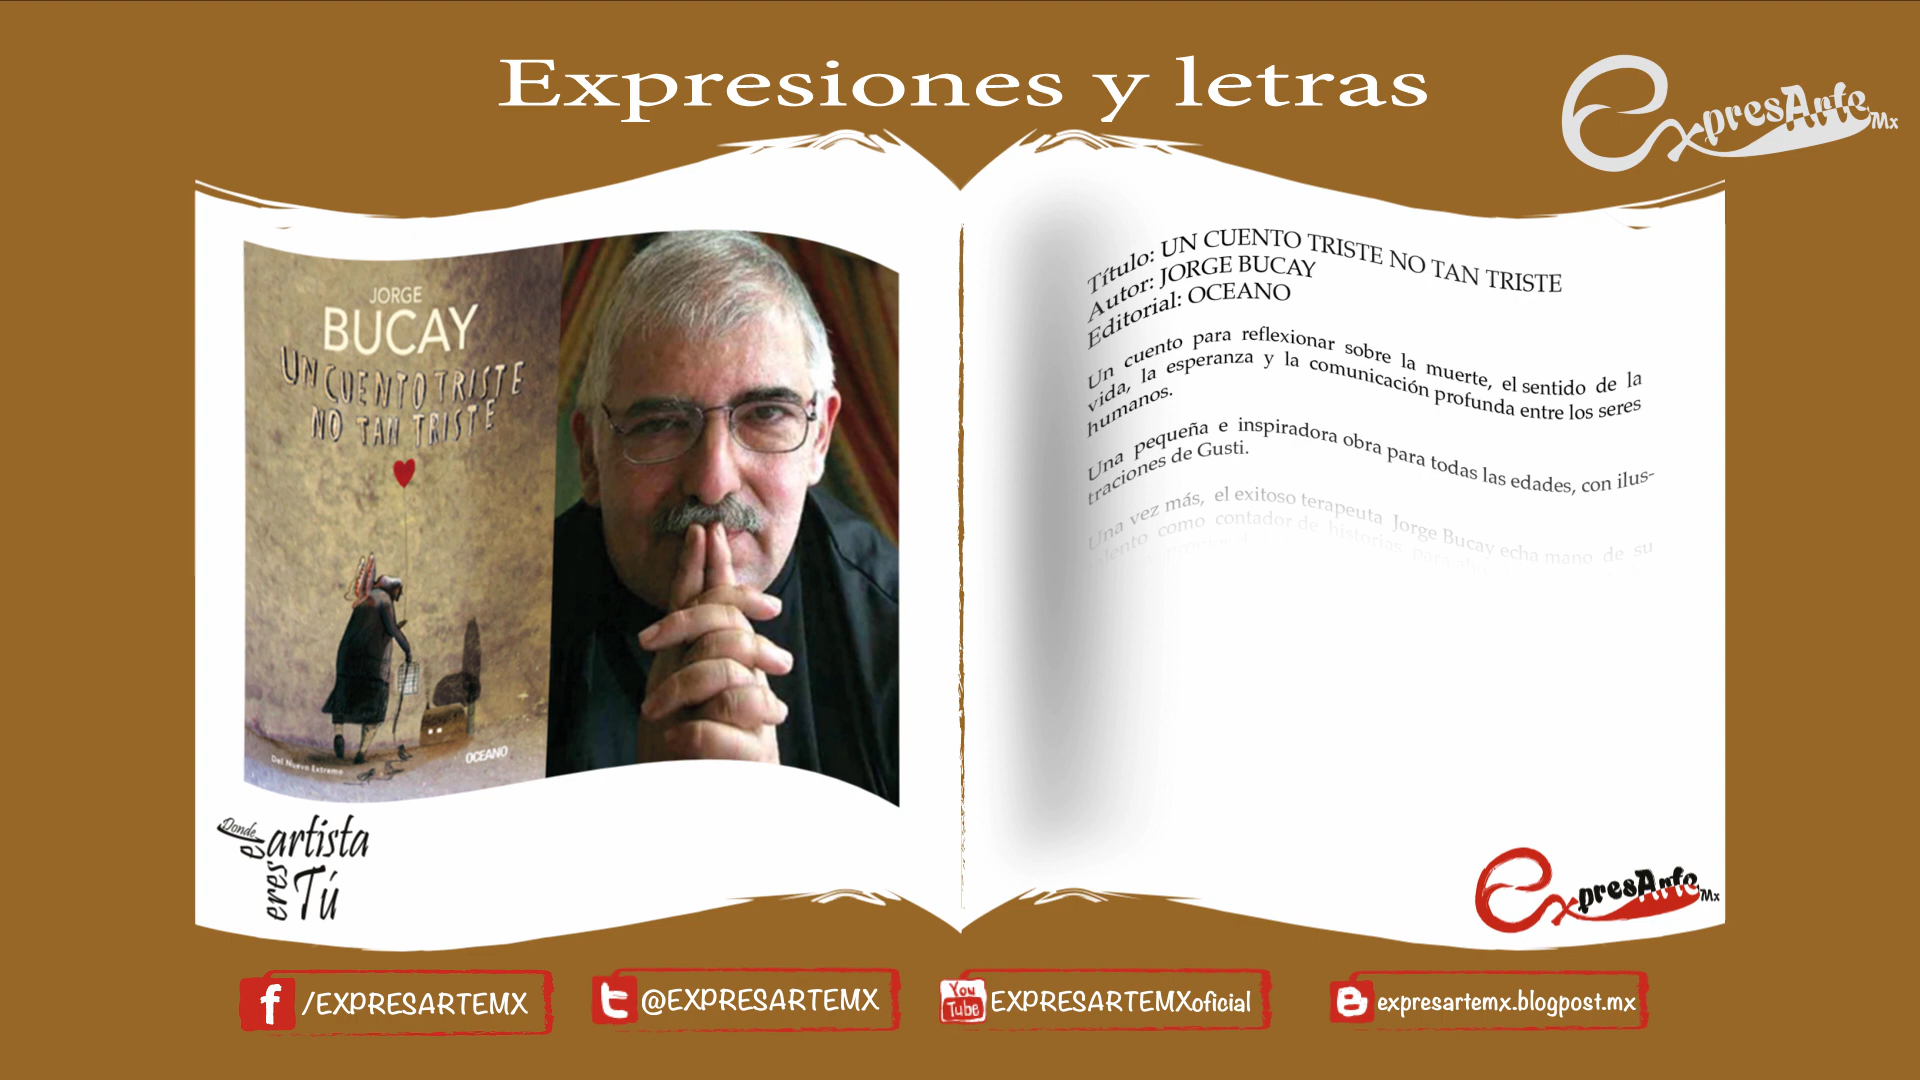 Expresiones y letras
ExpresArte Mx
JORGE
BUCAY
UN CUENTO TRISTE
NO TAN TRISTE
OCEANO
Del Nuevo Extremo
Título: UN CUENTO TRISTE NO TAN TRISTE
Autor: JORGE BUCAY
Editorial: OCEANO
Un cuento para reflexionar sobre la muerte, el sentido de la
vida, la esperanza y la comunicación profunda entre los seres
humanos.
Una pequeña e inspiradora obra para todas las edades, con ilus-
traciones de Gusti.
Una vez más, el exitoso terapeuta Jorge Bucay echa mano de su
como contador de historias para
Donde
el artista
eres Tú
ExpresArte Mx
f /EXPRESARTEMX
t @EXPRESARTEMX
You Tube EXPRESARTEMXoficial
B expresartemx.blogpost.mx